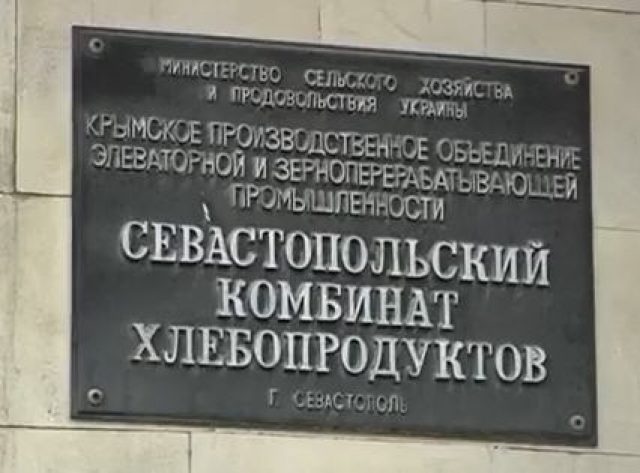 МИНИСТЕРСТВО СЕЛЬСКОГО ХОЗЯЙСТВА
И ПРОДОВОЛЬСТВИЯ УКРАИНЫ
КРЫМСКОЕ ПРОИЗВОДСТВЕННОЕ ОБЪЕДИНЕНИЕ
ЭЛЕВАТОРНОЙ И ЗЕРНОПЕРЕРАБАТЫВАЮЩЕЙ
ПРОМЫШЛЕННОСТИ
СЕВАСТОПОЛЬСКИЙ
КОМБИНАТ
ХЛЕБОПРОДУКТОВ
Г. СЕВАСТОПОЛЬ